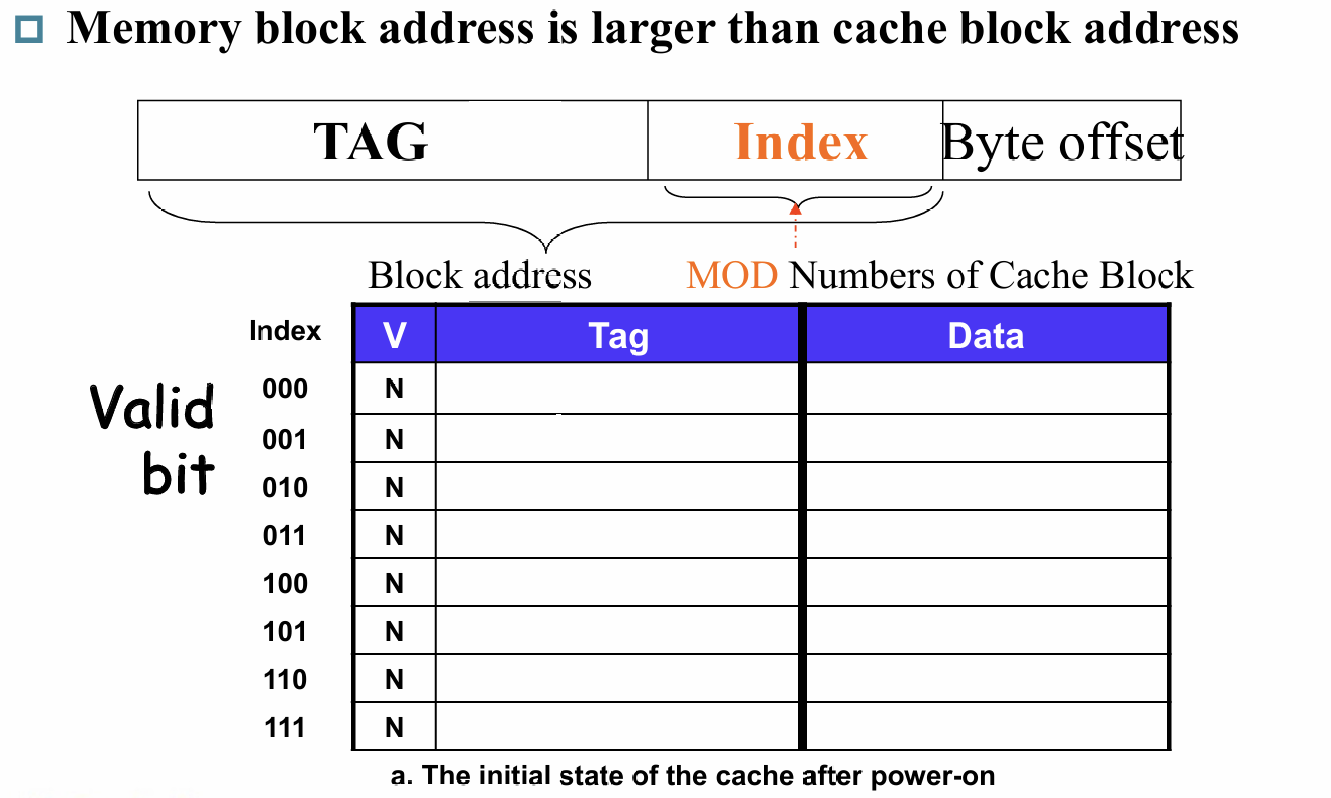 Memory block address is larger than cache block address
TAG Index Byte offset
Block address MOD Numbers of Cache Block
Index V Tag Data
Valid bit
000 N
001 N
010 N
011 N
100 N
101 N
110 N
111 N
a. The initial state of the cache after power-on